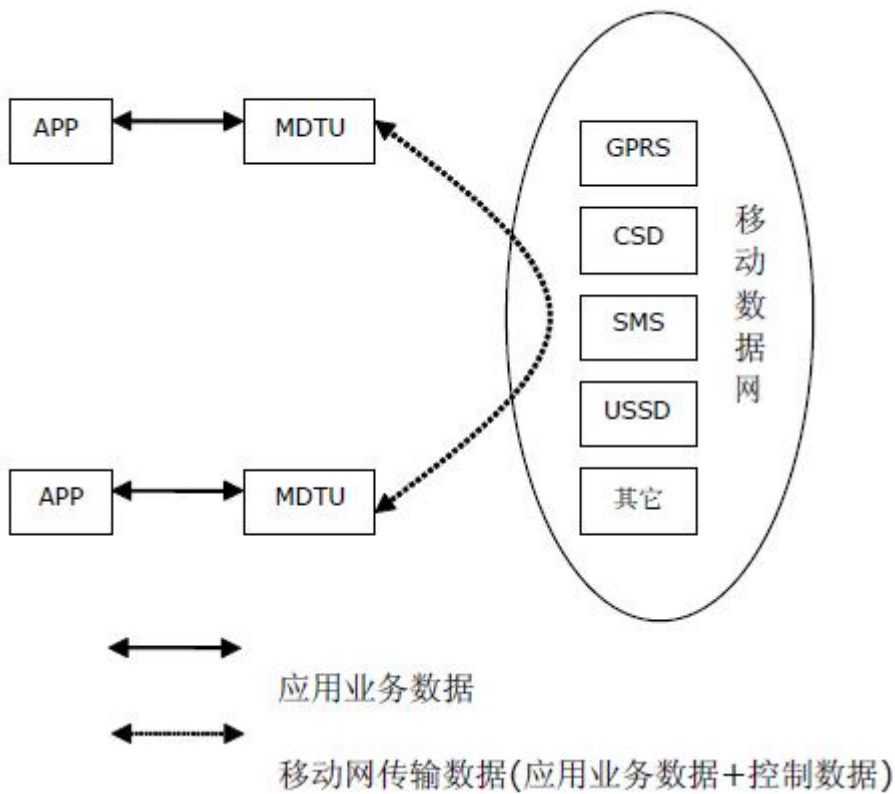 APP
MDTU
GPRS
CSD
SMS
USSD
其它
移动数据网
APP
MDTU
应用业务数据
移动网传输数据(应用业务数据+控制数据)